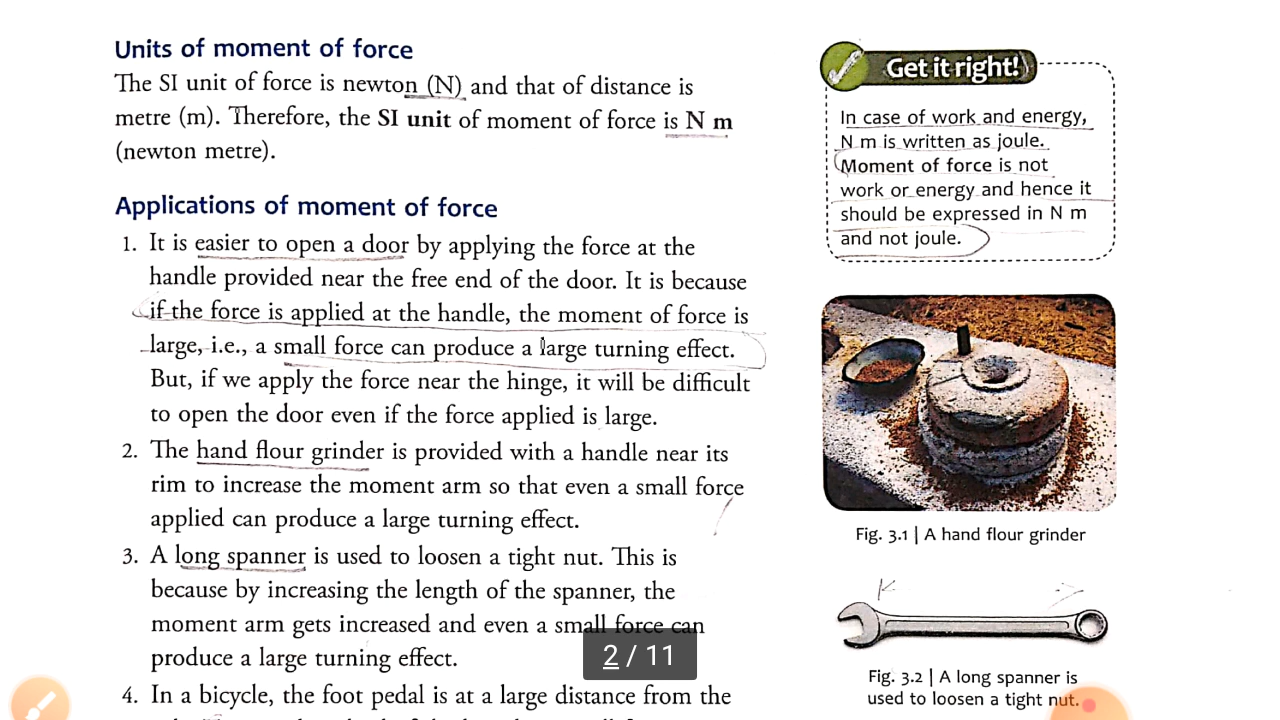 Units of moment of force
The SI unit of force is newton (N) and that of distance is
metre (m). Therefore, the SI unit of moment of force is N m
(newton metre).
Applications of moment of force
1. It is easier to open a door by applying the force at the
handle provided near the free end of the door. It is because
if the force is applied at the handle, the moment of force is
large, i.e., a small force can produce a large turning effect.
But, if we apply the force near the hinge, it will be difficult
to open the door even if the force applied is large.
2. The hand flour grinder is provided with a handle near its
rim to increase the moment arm so that even a small force
applied can produce a large turning effect.
3. A long spanner is used to loosen a tight nut. This is
because by increasing the length of the spanner, the
moment arm gets increased and even a small force can
produce a large turning effect.
4. In a bicycle, the foot pedal is at a large distance from the
Get it right!
In case of work and energy,
N m is written as joule.
Moment of force is not
work or energy and hence it
should be expressed in N m
and not joule.
Fig. 3.1 | A hand flour grinder
Fig. 3.2 | A long spanner is
used to loosen a tight nut.
2 / 11